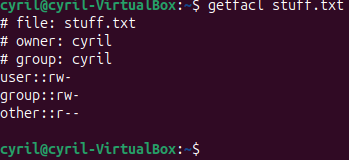 cyril@cyril-VirtualBox:~$ getfacl stuff.txt
# file: stuff.txt
# owner: cyril
# group: cyril
user::rw-
group::rw-
other::r--
cyril@cyril-VirtualBox:~$